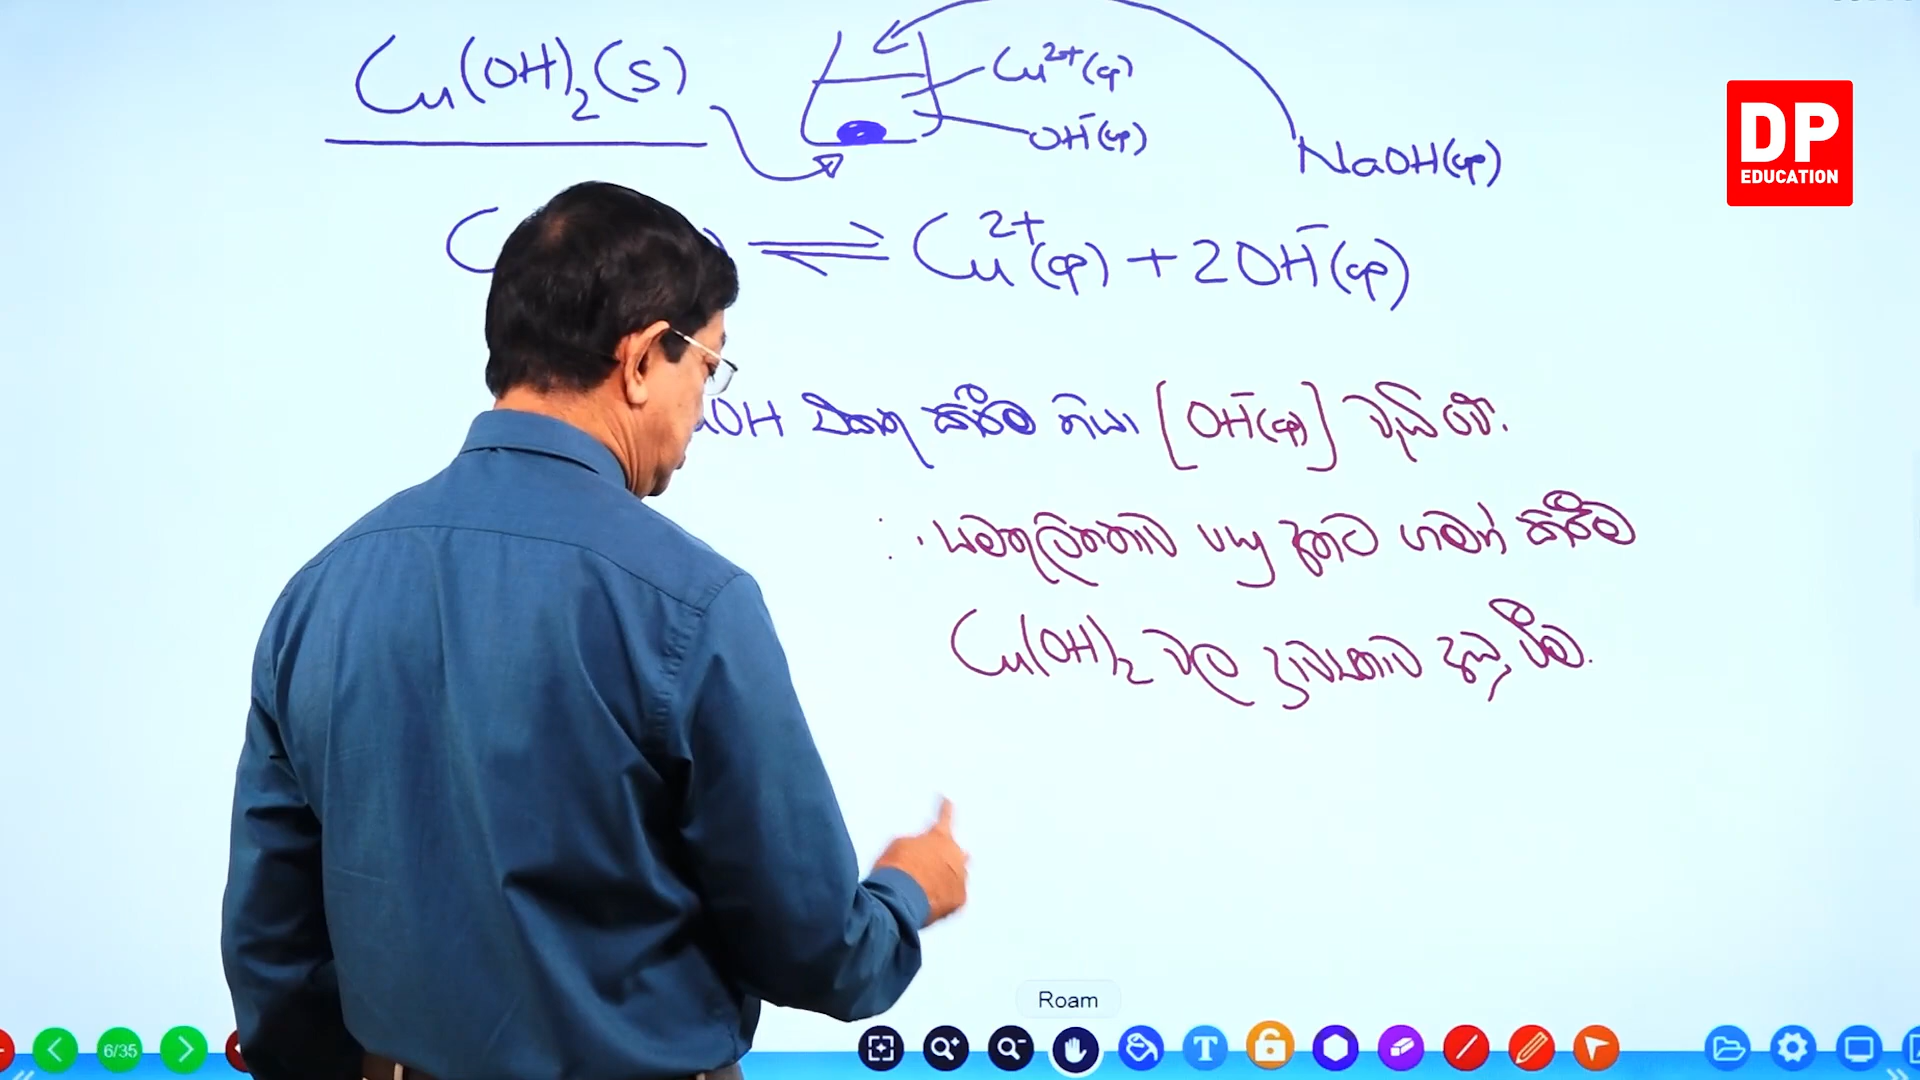 Cu(OH)₂(s)
Cu²⁺(aq)
OH⁻(aq)
NaOH(aq)
DP
EDUCATION
C ⇌ Cu²⁺(aq) + 2OH⁻(aq)
OH එකතු කිරීම නිසා [OH⁻(aq)] වැඩි වේ.
∴ සමතුලිතතාව පසු දෙසට ගමන් කිරීම
Cu(OH)₂ වල ද්‍රාව්‍යතාව අඩු වීම.
Roam
6/35
T